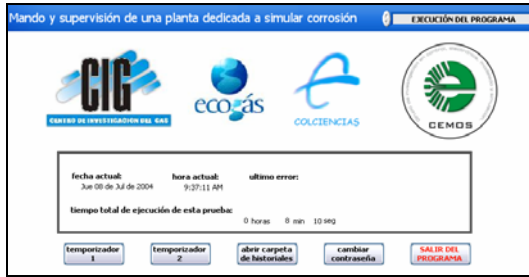 Mando y supervisión de una planta dedicada a simular corrosión
EJECUCIÓN DEL PROGRAMA
CIG
CENTRO DE INVESTIGACIÓN DEL GAS
ecogás
COLCIENCIAS
CEMOS
fecha actual: hora actual: ultimo error:
Jue 08 de Jul de 2004 9:37:11 AM
tiempo total de ejecución de esta prueba:
0 horas 8 min 10 seg
temporizador
1
temporizador
2
abrir carpeta
de historiales
cambiar
contraseña
SALIR DEL
PROGRAMA